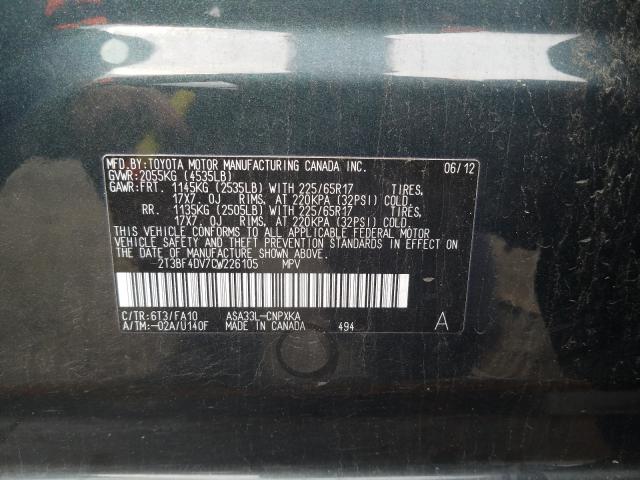 MFD.BY:TOYOTA MOTOR MANUFACTURING CANADA INC. 06/12
GVWR:2055KG (4535LB)
GAWR:FRT. 1145KG (2535LB) WITH 225/65R17 TIRES,
17X7. OJ RIMS, AT 220KPA (32PSI) COLD
RR. 1135KG (2505LB) WITH 225/65R17 TIRES,
17X7. OJ RIMS, AT 220KPA (32PSI) COLD
THIS VEHICLE CONFORMS TO ALL APPLICABLE FEDERAL MOTOR
VEHICLE SAFETY AND THEFT PREVENTION STANDARDS IN EFFECT ON
THE DATE OF MANUFACTURE SHOWN ABOVE.
2T3BF4DV7CW226105 MPV
C/TR:6T3/FA10 ASA33L-CNPXKA
A/TM:-02A/U140F MADE IN CANADA 494 A